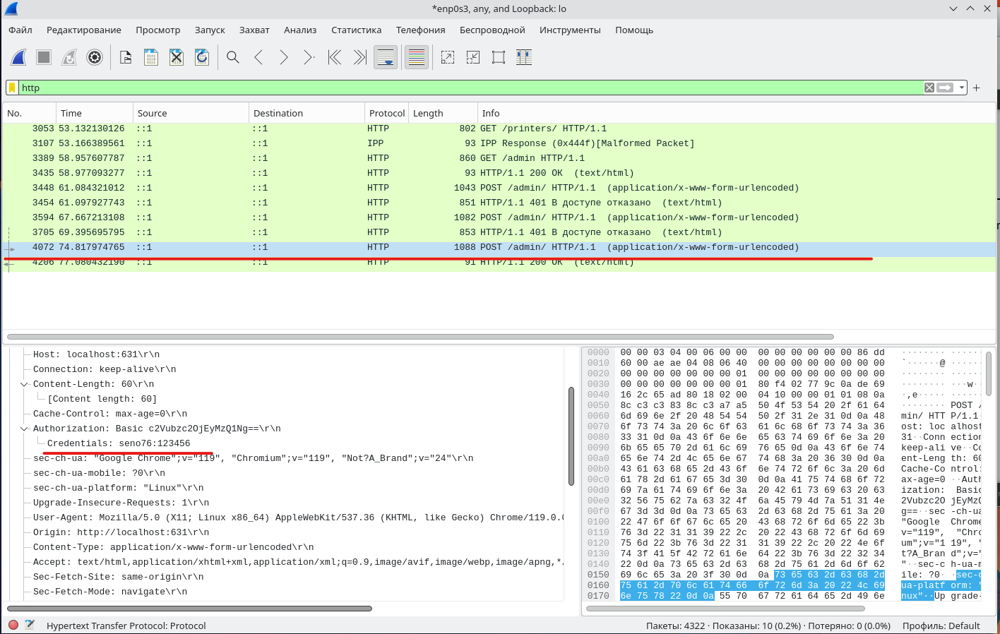 *enp0s3, any, and Loopback: lo
Файл Редактирование Просмотр Запуск Захват Анализ Статистика Телефония Беспроводной Инструменты Помощь
http
No. Time Source Destination Protocol Length Info
3053 53.132130126 ::1 ::1 HTTP 802 GET /printers/ HTTP/1.1
3107 53.166389561 ::1 ::1 IPP 93 IPP Response (0x444f)[Malformed Packet]
3389 58.957607787 ::1 ::1 HTTP 860 GET /admin HTTP/1.1
3435 58.977093277 ::1 ::1 HTTP 93 HTTP/1.1 200 OK (text/html)
3448 61.084321012 ::1 ::1 HTTP 1043 POST /admin/ HTTP/1.1 (application/x-www-form-urlencoded)
3454 61.097927743 ::1 ::1 HTTP 851 HTTP/1.1 401 В доступе отказано (text/html)
3594 67.667213108 ::1 ::1 HTTP 1082 POST /admin/ HTTP/1.1 (application/x-www-form-urlencoded)
3705 69.395695795 ::1 ::1 HTTP 853 HTTP/1.1 401 В доступе отказано (text/html)
4072 74.817974765 ::1 ::1 HTTP 1088 POST /admin/ HTTP/1.1 (application/x-www-form-urlencoded)
4206 77.080432190 ::1 ::1 HTTP 91 HTTP/1.1 200 OK (text/html)
Host: localhost:631\r\n
Connection: keep-alive\r\n
Content-Length: 60\r\n
[Content length: 60]
Cache-Control: max-age=0\r\n
Authorization: Basic c2Vubzc2OjEyMzQ1Ng==\r\n
Credentials: seno76:123456
sec-ch-ua: "Google Chrome";v="119", "Chromium";v="119", "Not?A_Brand";v="24"\r\n
sec-ch-ua-mobile: ?0\r\n
sec-ch-ua-platform: "Linux"\r\n
Upgrade-Insecure-Requests: 1\r\n
User-Agent: Mozilla/5.0 (X11; Linux x86_64) AppleWebKit/537.36 (KHTML, like Gecko) Chrome/119.0.0
Origin: http://localhost:631\r\n
Content-Type: application/x-www-form-urlencoded\r\n
Accept: text/html,application/xhtml+xml,application/xml;q=0.9,image/avif,image/webp,image/apng,*/
Sec-Fetch-Site: same-origin\r\n
Sec-Fetch-Mode: navigate\r\n
0000 00 00 03 04 00 06 00 00 00 00 00 00 00 00 86 dd ········ ······
0010 60 00 ae ae 04 08 06 40 00 00 00 00 00 00 00 00 `······@ ······
0020 00 00 00 00 00 00 00 01 00 00 00 00 00 00 00 00 ········ ······
0030 00 00 00 00 00 00 00 01 80 f4 02 77 9c 0a de 69 ········ ···w··
0040 16 2c 65 ad 80 18 02 00 04 10 00 00 01 01 08 0a ·,e····· ······
0050 8c c3 c3 83 8c c3 a7 a5 50 4f 53 54 20 2f 61 64 ········ POST /
0060 6d 69 6e 2f 20 48 54 54 50 2f 31 2e 31 0d 0a 48 min/ HTT P/1.1·
0070 6f 73 74 3a 20 6c 6f 63 61 6c 68 6f 73 74 3a 36 ost: loc alhost
0080 33 31 0d 0a 43 6f 6e 6e 65 63 74 69 6f 6e 3a 20 31··Conn ection
0090 6b 65 65 70 2d 61 6c 69 76 65 0d 0a 43 6f 6e 74 keep-ali ve··Co
00a0 65 6e 74 2d 4c 65 6e 67 74 68 3a 20 36 30 0d 0a ent-Leng th: 60
00b0 43 61 63 68 65 2d 43 6f 6e 74 72 6f 6c 3a 20 6d Cache-Co ntrol:
00c0 61 78 2d 61 67 65 3d 30 0d 0a 41 75 74 68 6f 72 ax-age=0 ··Auth
00d0 69 7a 61 74 69 6f 6e 3a 20 42 61 73 69 63 20 63 ization: Basic
00e0 32 56 75 62 7a 63 32 4f 6a 45 79 4d 7a 51 31 4e 2Vubzc2O jEyMzQ
00f0 67 3d 3d 0d 0a 73 65 63 2d 63 68 2d 75 61 3a 20 g==··sec -ch-ua
0100 22 47 6f 6f 67 6c 65 20 43 68 72 6f 6d 65 22 3b "Google Chrome
0110 76 3d 22 31 31 39 22 2c 20 22 43 68 72 6f 6d 69 v="119", "Chro
0120 75 6d 22 3b 76 3d 22 31 31 39 22 2c 20 22 4e 6f um";v="1 19", "
0130 74 3f 41 5f 42 72 61 6e 64 22 3b 76 3d 22 32 34 t?A_Bran d";v="
0140 22 0d 0a 73 65 63 2d 63 68 2d 75 61 2d 6d 6f 62 "··sec-c h-ua-m
0150 69 6c 65 3a 20 3f 30 0d 0a 73 65 63 2d 63 68 2d ile: ?0· ·sec-c
0160 75 61 2d 70 6c 61 74 66 6f 72 6d 3a 20 22 4c 69 ua-platf orm: "
0170 6e 75 78 22 0d 0a 55 70 67 72 61 64 65 2d 49 6e nux"··Up grade-
Hypertext Transfer Protocol: Protocol Пакеты: 4322 · Показаны: 10 (0.2%) · Потеряно: 0 (0.0%) Профиль: Default